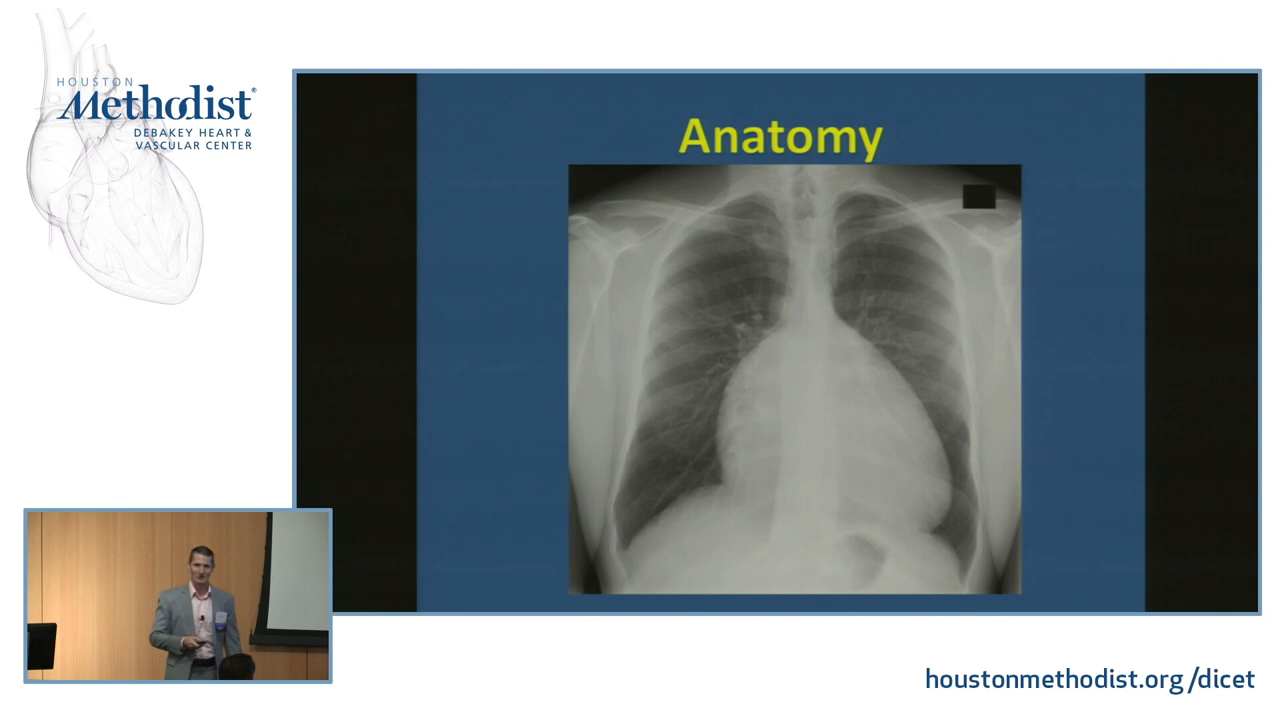 HOUSTON
Methodist®
DEBAKEY HEART &
VASCULAR CENTER
Anatomy
houstonmethodist.org/dicet